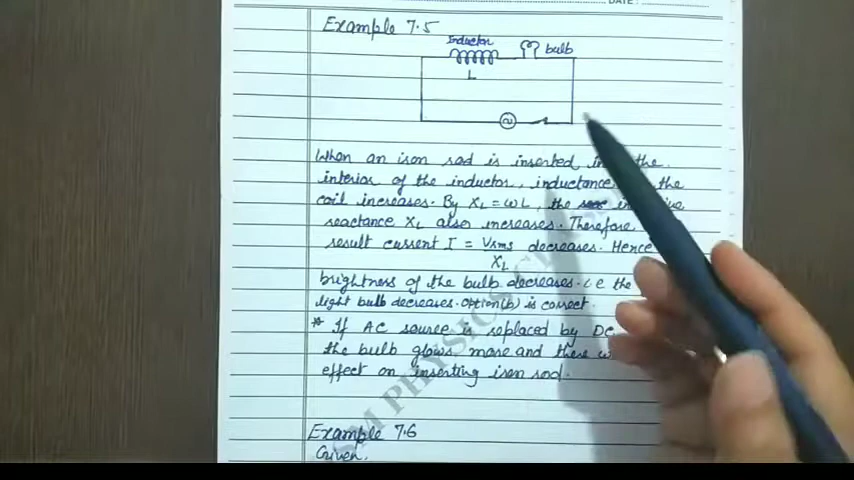 DATE:
Example 7.5
Inductor
bulb
L
When an iron rod is inserted the
interior of the inductor, inductance the
coil increases. By XL = ωL, the
reactance XL also increases. Therefore
result current I = Vrms decreases. Hence
XL
brightness of the bulb decreases. i.e the
light bulb decreases. option(b) is correct.
* If AC source is replaced by DC
the bulb glows more and there
effect on inserting iron rod.
Example 7.6
Given.